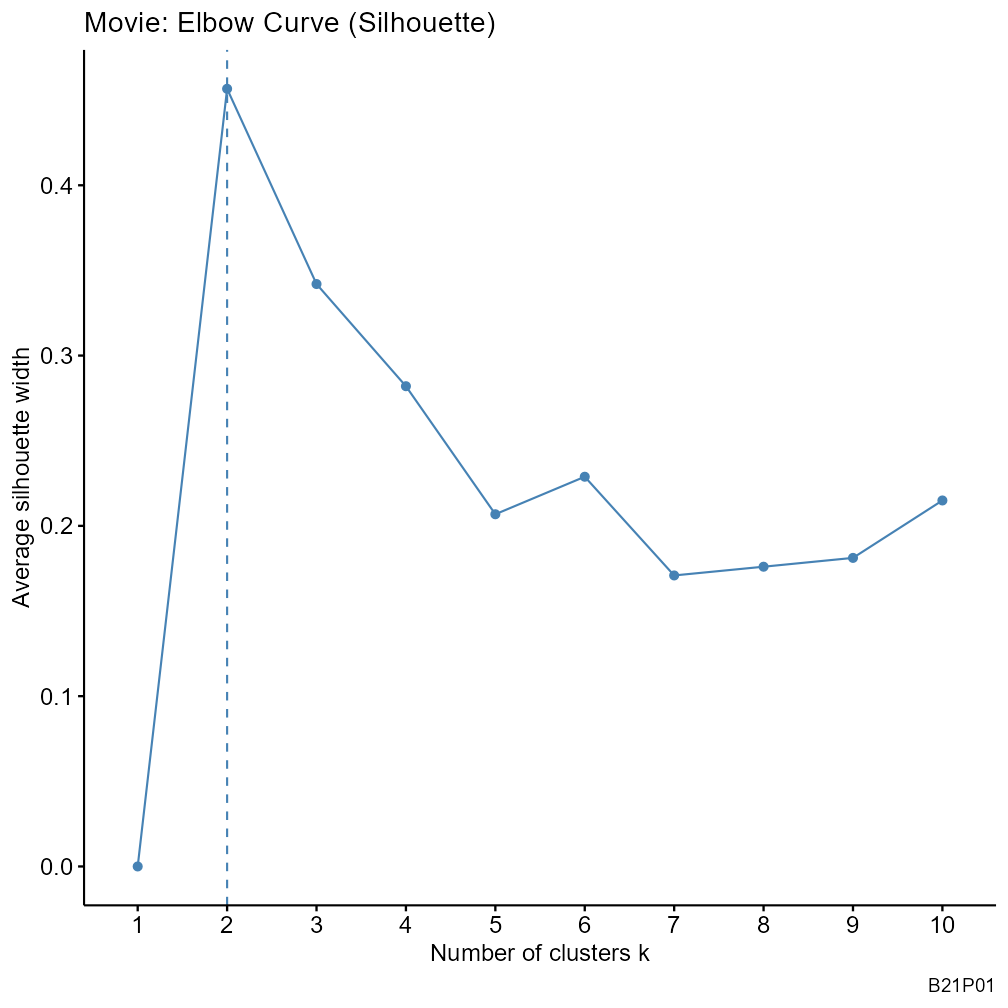 Movie: Elbow Curve (Silhouette)
Average silhouette width
0.4
0.3
0.2
0.1
0.0
1 2 3 4 5 6 7 8 9 10
Number of clusters k
B21P01